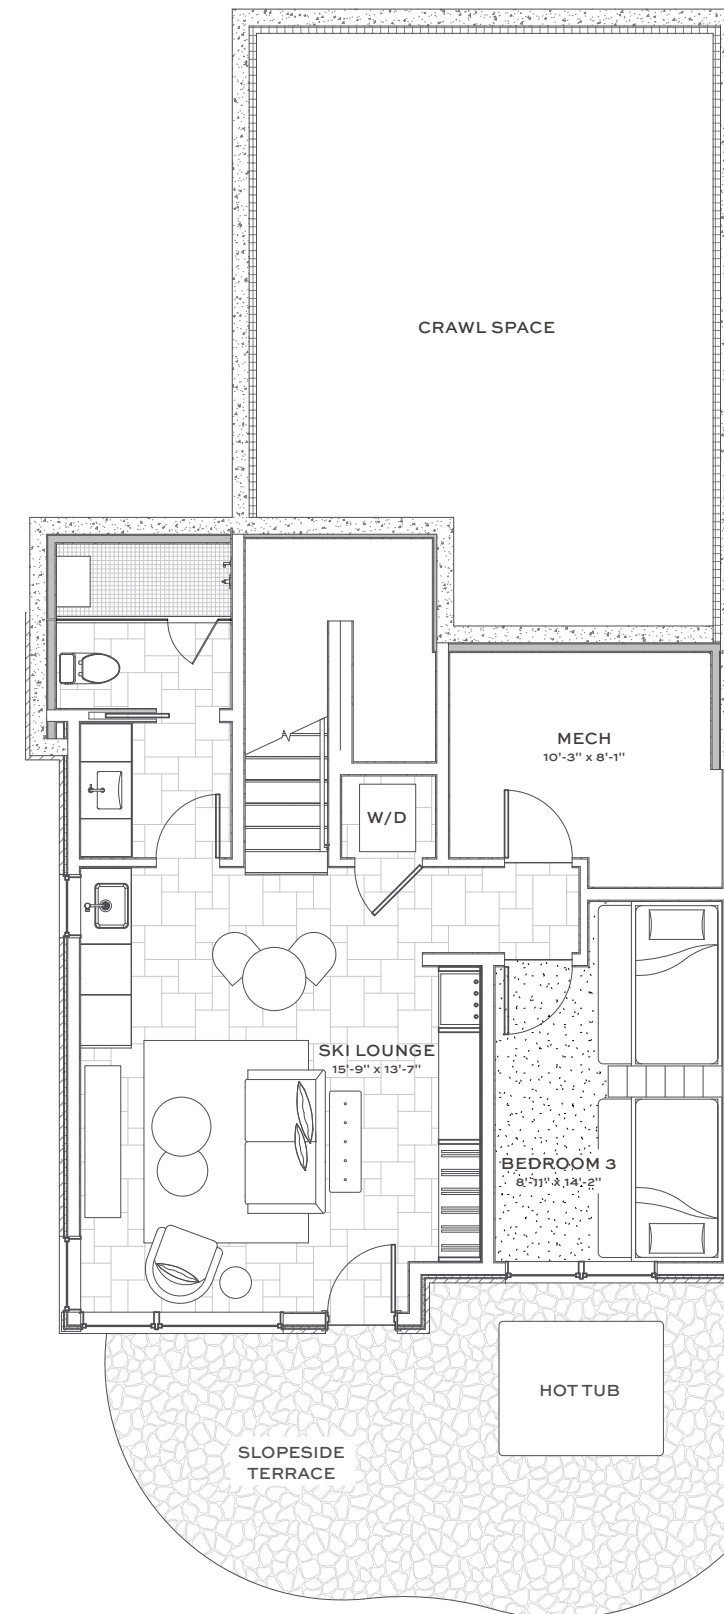 CRAWL SPACE
MECH
10'-3" x 8'-1"
W/D
SKI LOUNGE
15'-9" x 13'-7"
BEDROOM 3
8'-11" x 14'-2"
HOT TUB
SLOPESIDE
TERRACE